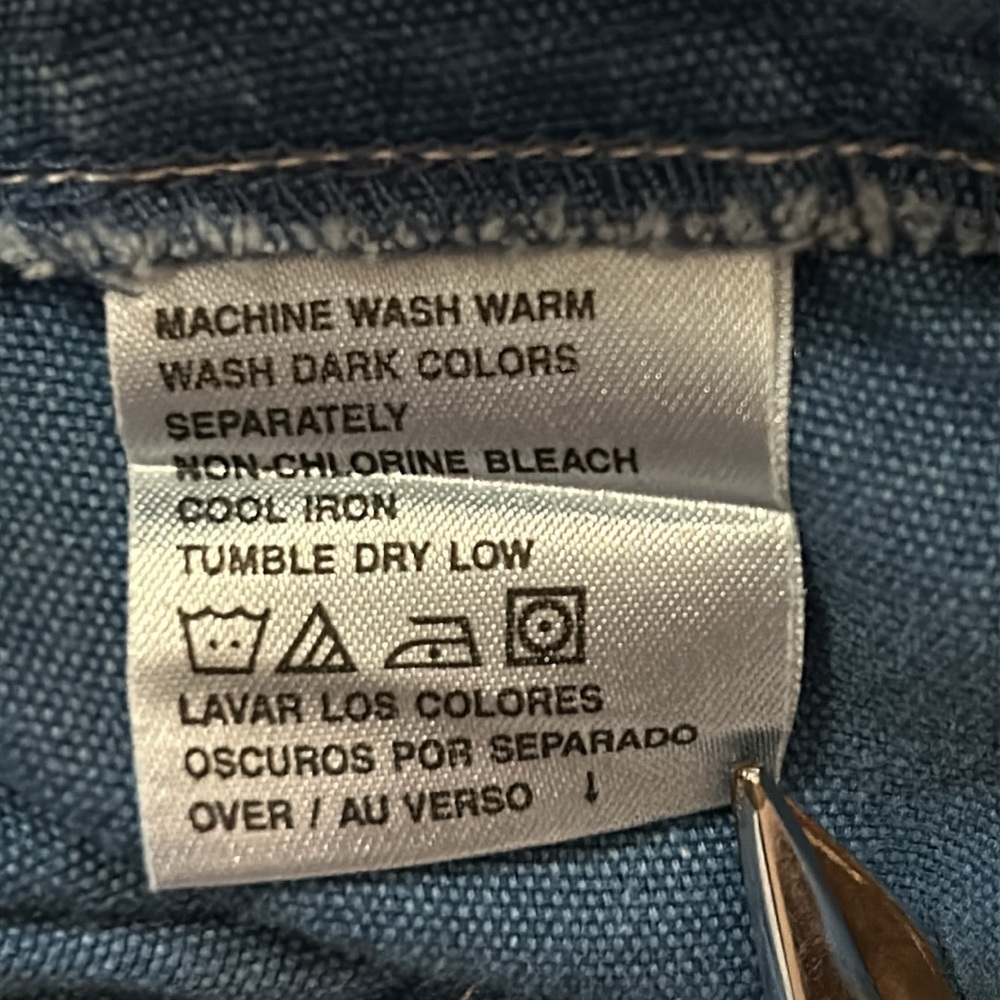 MACHINE WASH WARM
WASH DARK COLORS
SEPARATELY
NON-CHLORINE BLEACH
COOL IRON
TUMBLE DRY LOW
LAVAR LOS COLORES
OSCUROS POR SEPARADO
OVER / AU VERSO ↓